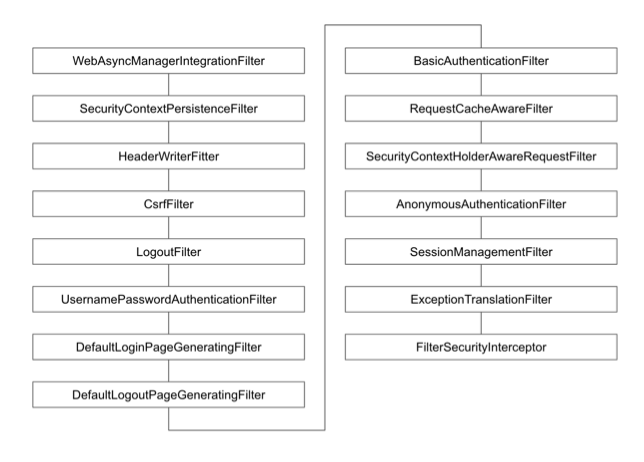 WebAsyncManagerIntegrationFilter
SecurityContextPersistenceFilter
HeaderWriterFitter
CsrfFilter
LogoutFilter
UsernamePasswordAuthenticationFilter
DefaultLoginPageGeneratingFilter
DefaultLogoutPageGeneratingFilter
BasicAuthenticationFilter
RequestCacheAwareFilter
SecurityContextHolderAwareRequestFilter
AnonymousAuthenticationFilter
SessionManagementFilter
ExceptionTranslationFilter
FilterSecurityInterceptor